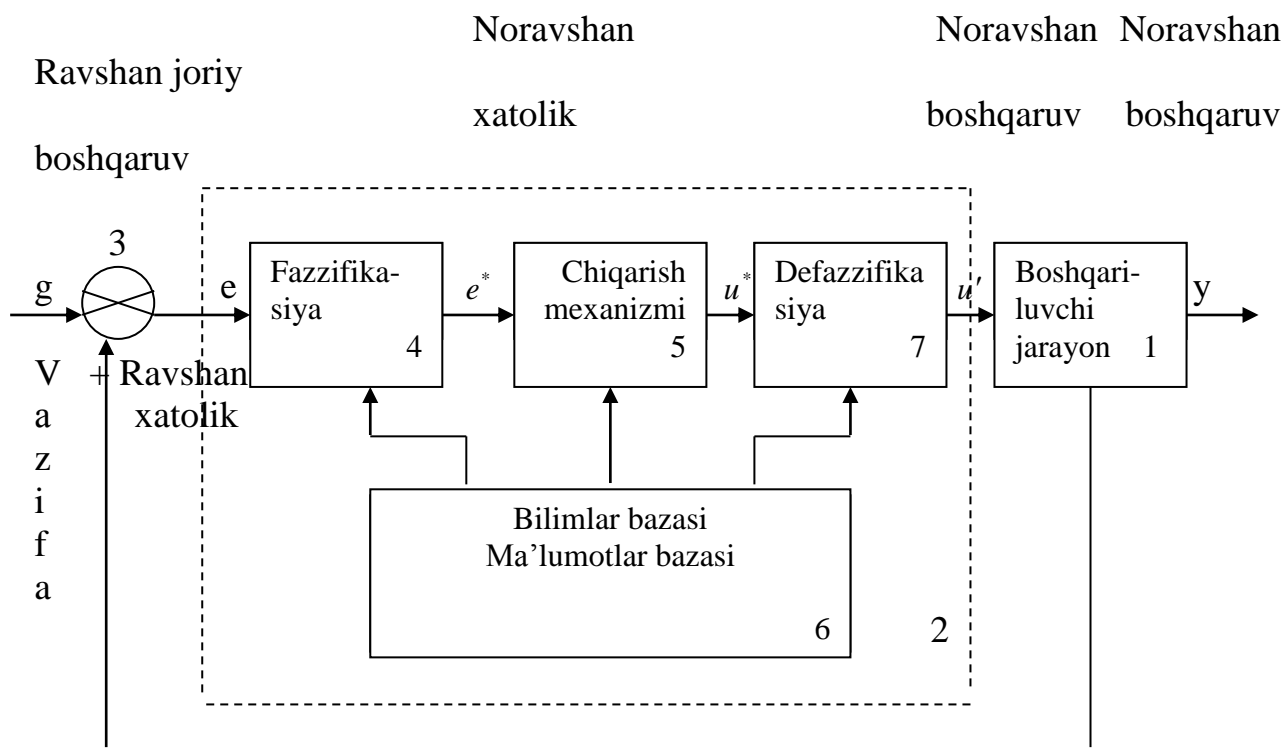 Ravshan joriy
boshqaruv
Noravshan
xatolik
Noravshan
boshqaruv
Noravshan
boshqaruv
3
g
e
Fazzifika-
siya
4
e*
Chiqarish
mexanizmi
5
u*
Defazzifika
siya
7
u'
Boshqari-
luvchi
jarayon 1
y
V
a
z
i
f
a
+ Ravshan
xatolik
Bilimlar bazasi
Ma’lumotlar bazasi
6
2